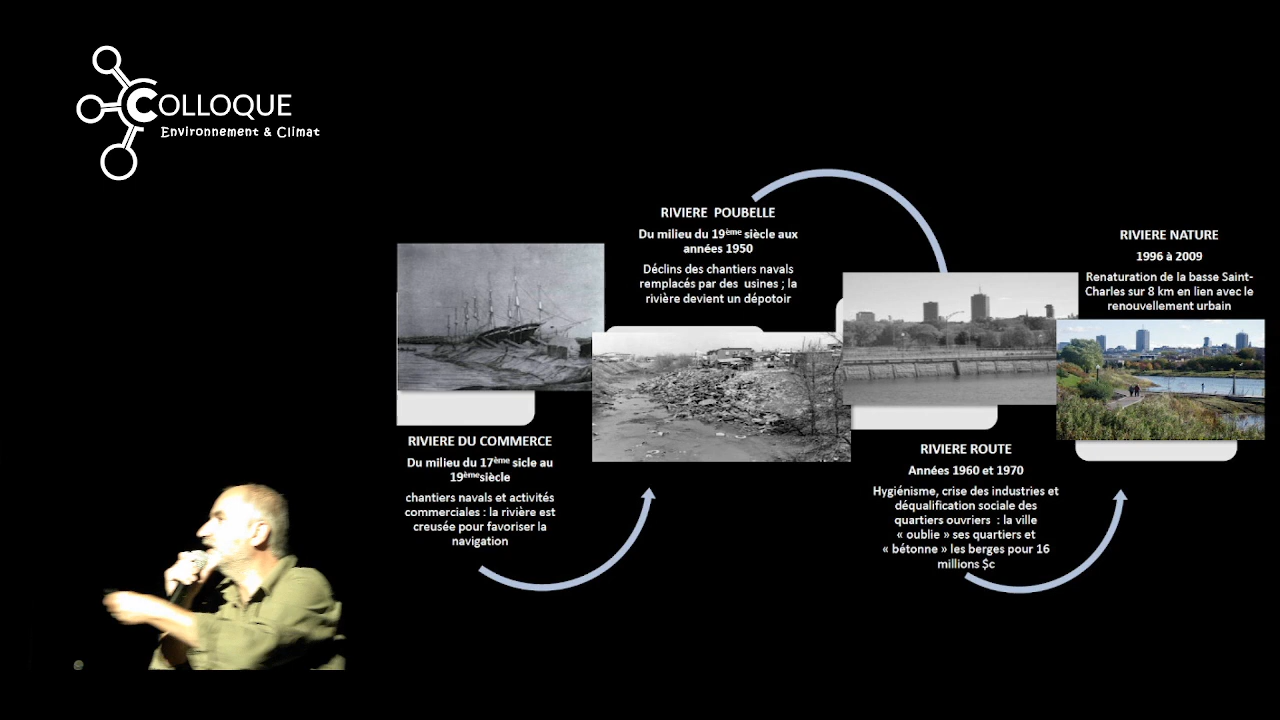 COLLOQUE
Environnement & Climat
RIVIERE DU COMMERCE
Du milieu du 17ème sicle au
19èmesiècle
chantiers navals et activités
commerciales : la rivière est
creusée pour favoriser la
navigation
RIVIERE POUBELLE
Du milieu du 19ème siècle aux
années 1950
Déclins des chantiers navals
remplacés par des usines ; la
rivière devient un dépotoir
RIVIERE ROUTE
Années 1960 et 1970
Hygiénisme, crise des industries et
déqualification sociale des
quartiers ouvriers : la ville
« oublie » ses quartiers et
« bétonne » les berges pour 16
millions $c
RIVIERE NATURE
1996 à 2009
Renaturation de la basse Saint-
Charles sur 8 km en lien avec le
renouvellement urbain